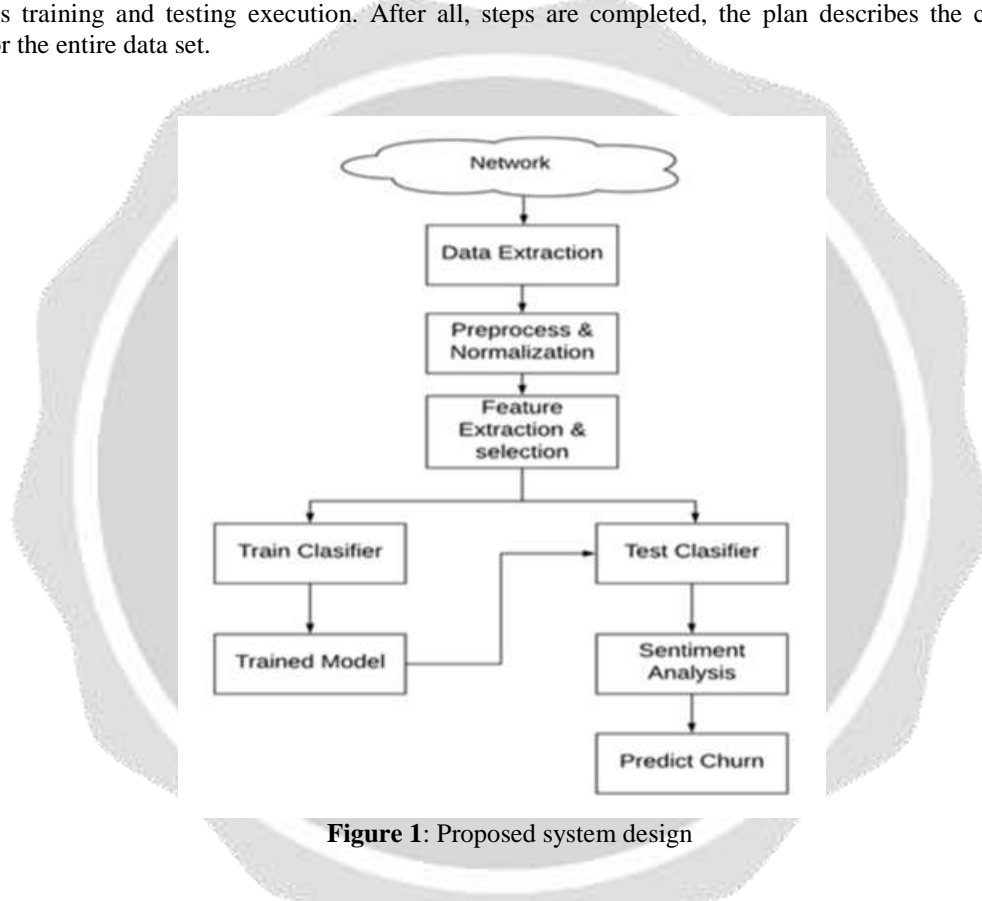 s training and testing execution. After all, steps are completed, the plan describes the c
or the entire data set.
Network
Data Extraction
Preprocess &
Normalization
Feature
Extraction &
selection
Train Clasifier
Test Clasifier
Trained Model
Sentiment
Analysis
Predict Churn
Figure 1: Proposed system design